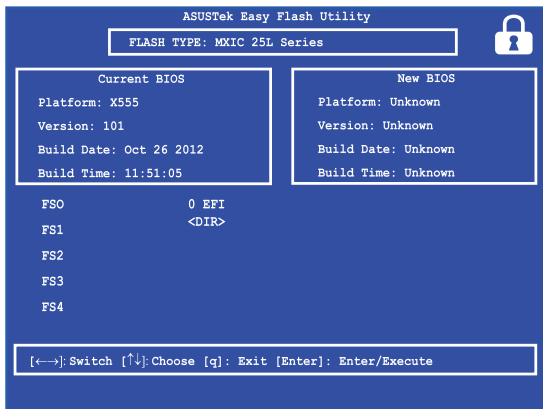 ASUSTek Easy Flash Utility
FLASH TYPE: MXIC 25L Series
Current BIOS
Platform: X555
Version: 101
Build Date: Oct 26 2012
Build Time: 11:51:05
New BIOS
Platform: Unknown
Version: Unknown
Build Date: Unknown
Build Time: Unknown
FSO
FS1
FS2
FS3
FS4
0 EFI
<DIR>
[←→]: Switch [↑↓]: Choose [q]: Exit [Enter]: Enter/Execute